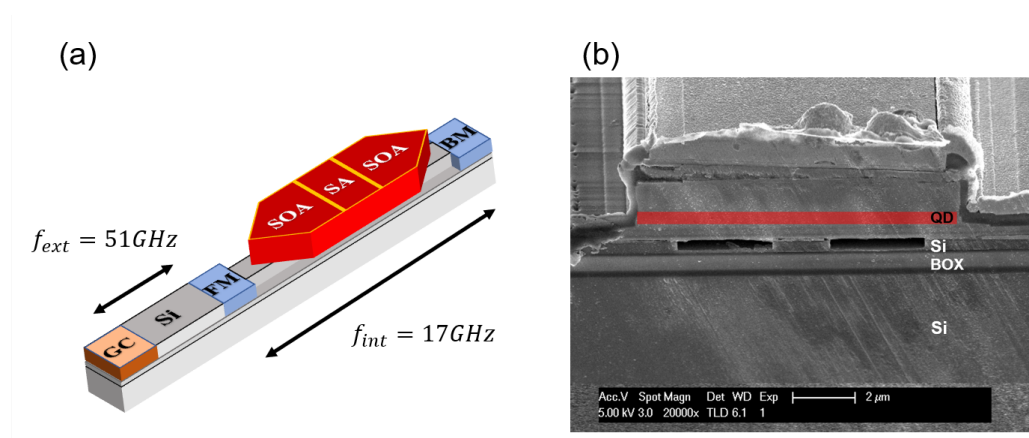 (a)
(b)
BM
SOA
SA
SOA
f_ext = 51GHz
FM
Si
GC
f_int = 17GHz
QD
Si
BOX
Si
Acc.V Spot Magn Det WD Exp
5.00 kV 3.0 20000x TLD 6.1 1
2 μm